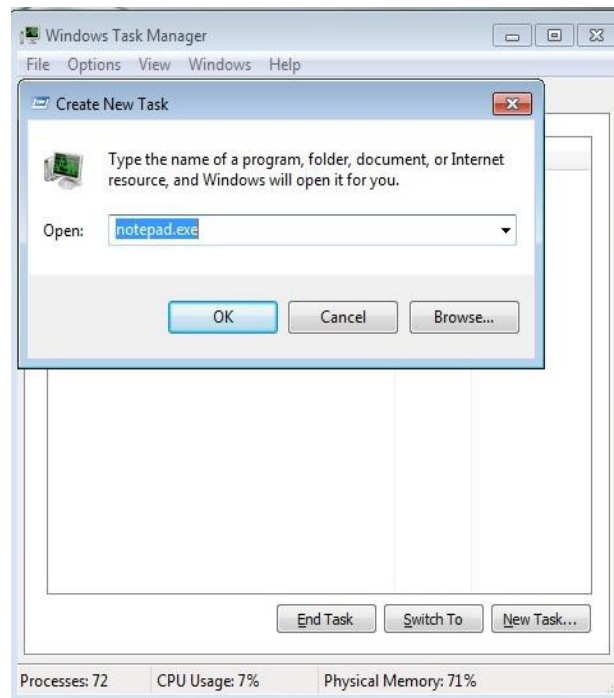 Windows Task Manager
File Options View Windows Help
Create New Task
Type the name of a program, folder, document, or Internet
resource, and Windows will open it for you.
Open: notepad.exe
OK Cancel Browse...
End Task Switch To New Task...
Processes: 72 CPU Usage: 7% Physical Memory: 71%